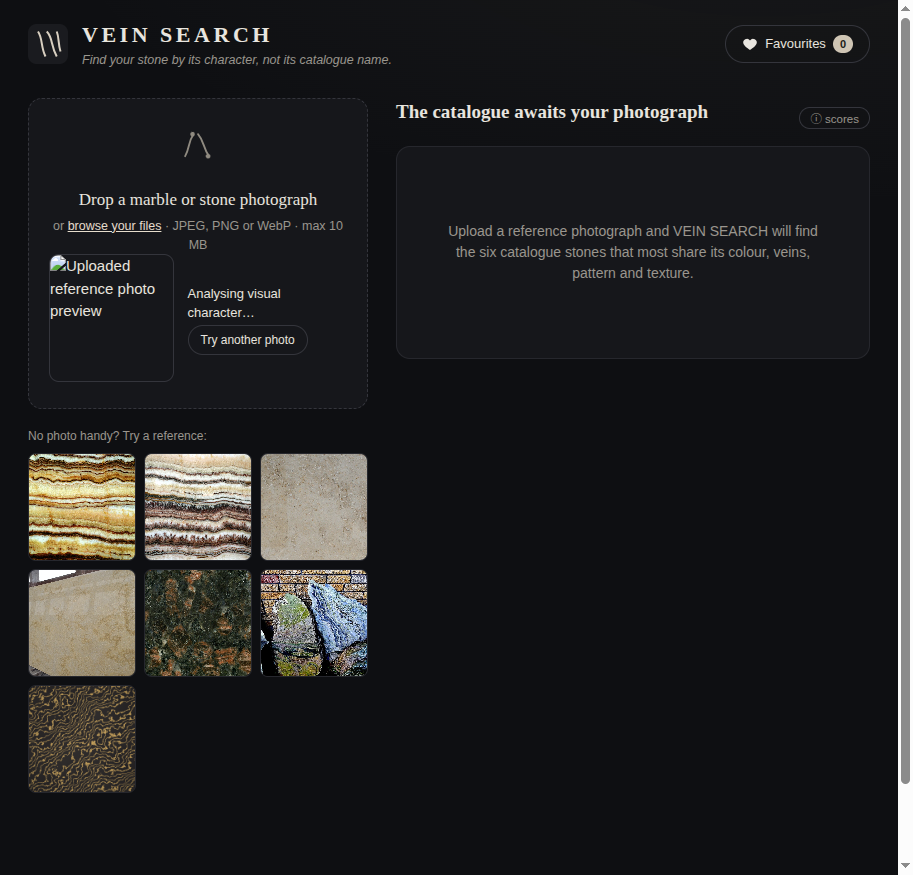 VEIN SEARCH
Find your stone by its character, not its catalogue name.
Favourites 0
Drop a marble or stone photograph
or browse your files · JPEG, PNG or WebP · max 10
MB
Uploaded
reference photo
preview
Analysing visual
character…
Try another photo
No photo handy? Try a reference:
The catalogue awaits your photograph
ⓘ scores
Upload a reference photograph and VEIN SEARCH will find
the six catalogue stones that most share its colour, veins,
pattern and texture.